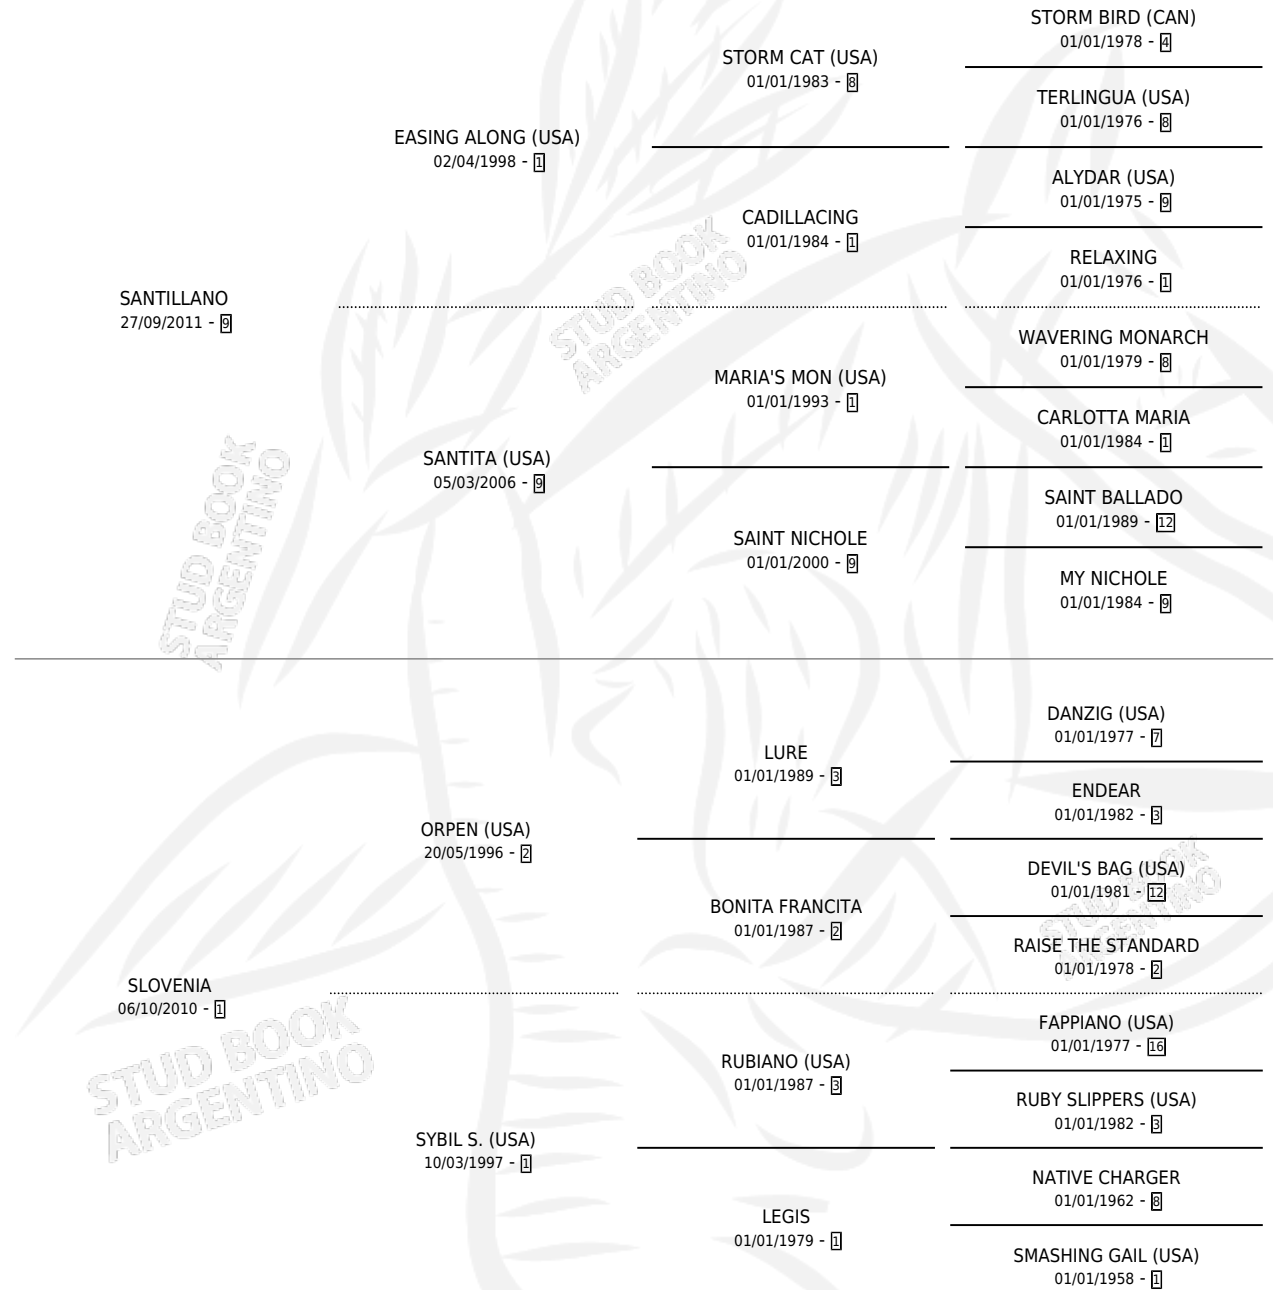 STORM BIRD (CAN)
01/01/1978 - 4
STORM CAT (USA)
01/01/1983 - 8
TERLINGUA (USA)
01/01/1976 - 8
EASING ALONG (USA)
02/04/1998 - 1
ALYDAR (USA)
01/01/1975 - 9
CADILLACING
01/01/1984 - 1
RELAXING
01/01/1976 - 1
SANTILLANO
27/09/2011 - 9
WAVERING MONARCH
01/01/1979 - 8
MARIA'S MON (USA)
01/01/1993 - 1
CARLOTTA MARIA
01/01/1984 - 1
SANTITA (USA)
05/03/2006 - 9
SAINT BALLADO
01/01/1989 - 12
SAINT NICHOLE
01/01/2000 - 9
MY NICHOLE
01/01/1984 - 9
STUD BOOK
ARGENTINO
STUD BOOK
ARGENTINO
DANZIG (USA)
01/01/1977 - 7
LURE
01/01/1989 - 3
ENDEAR
01/01/1982 - 3
ORPEN (USA)
20/05/1996 - 2
DEVIL'S BAG (USA)
01/01/1981 - 12
BONITA FRANCITA
01/01/1987 - 2
RAISE THE STANDARD
01/01/1978 - 2
SLOVENIA
06/10/2010 - 1
FAPPIANO (USA)
01/01/1977 - 16
RUBIANO (USA)
01/01/1987 - 3
RUBY SLIPPERS (USA)
01/01/1982 - 3
SYBIL S. (USA)
10/03/1997 - 1
NATIVE CHARGER
01/01/1962 - 8
LEGIS
01/01/1979 - 1
SMASHING GAIL (USA)
01/01/1958 - 1
STUD BOOK
ARGENTINO
STUD BOOK
ARGENTINO